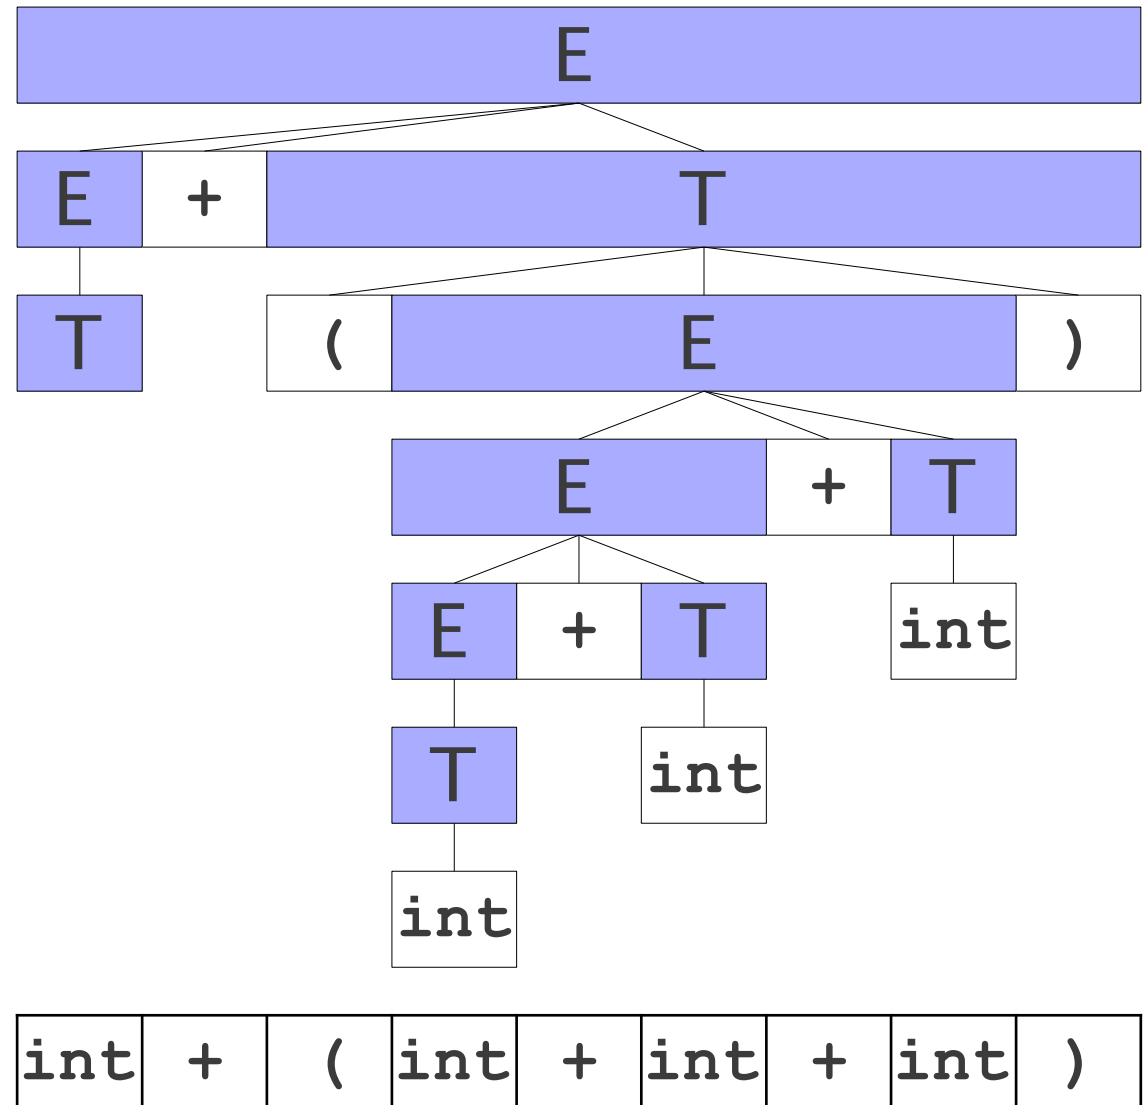 E
E + T
T ( E )
E + T
E + T int
T int
int
int + ( int + int + int )